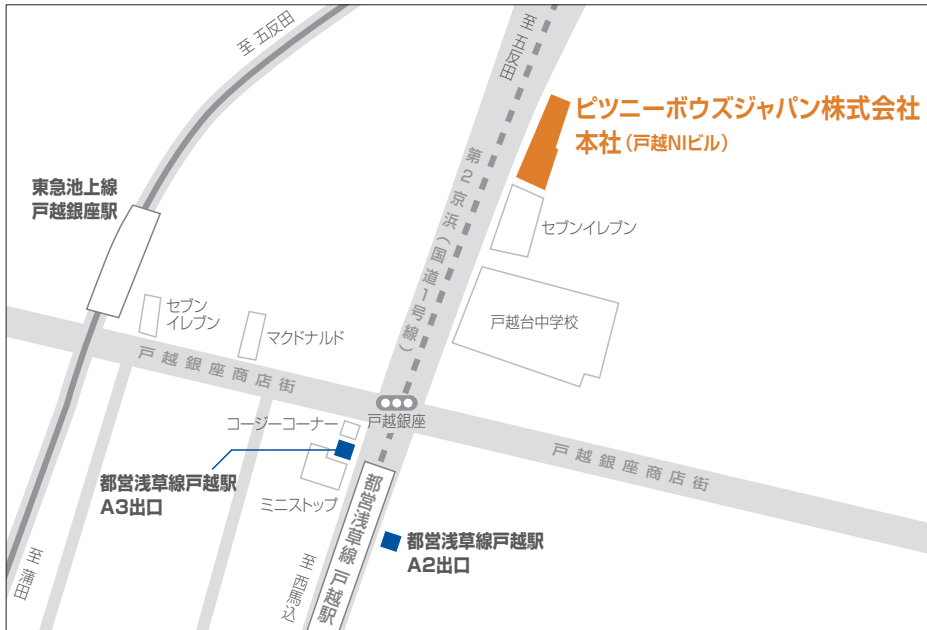 至 五反田
至 五反田
ピツニーボウズジャパン株式会社
本社(戸越NIビル)
第2京浜(国道1号線)
東急池上線
戸越銀座駅
セブンイレブン
セブン
イレブン
マクドナルド
戸越台中学校
戸越銀座商店街
コージーコーナー
戸越銀座
戸越銀座商店街
都営浅草線戸越駅
A3出口
ミニストップ
都営浅草線 戸越駅
都営浅草線戸越駅
A2出口
至 蒲田
至 西馬込